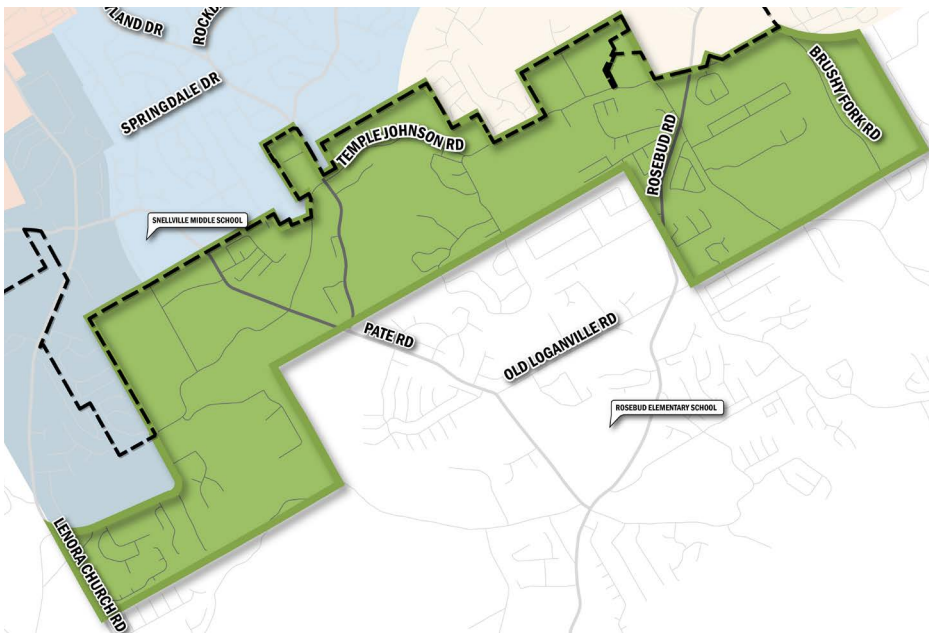 LAND DR
SPRINGDALE DR
TEMPLE JOHNSON RD
BRUSHY FORK RD
ROSEBUD RD
SNELLVILLE MIDDLE SCHOOL
PATE RD
OLD LOGANVILLE RD
ROSEBUD ELEMENTARY SCHOOL
LENORA CHURCH RD